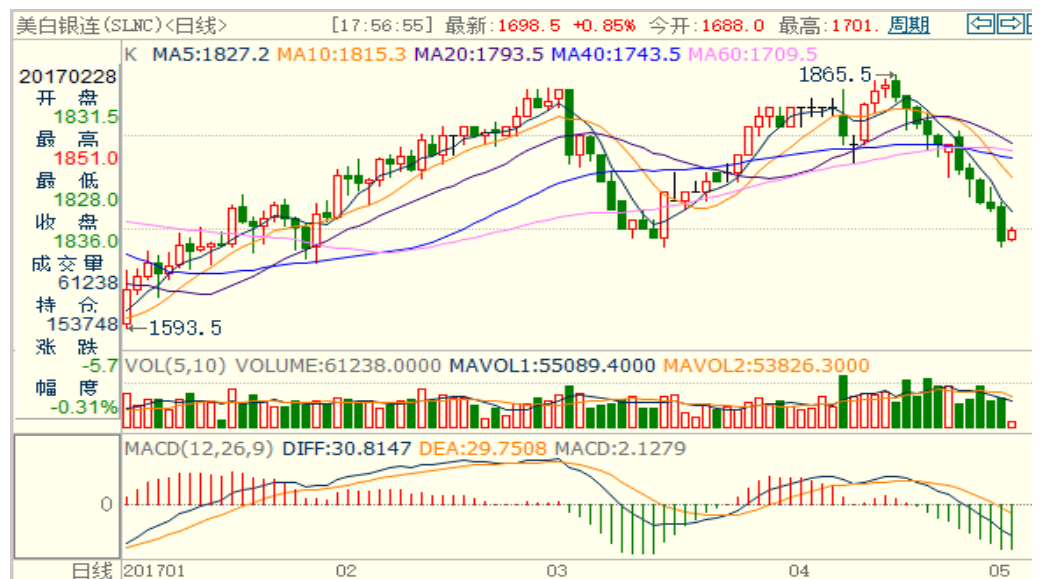 美白银连(SLNC)<日线> [17:56:55] 最新:1698.5 +0.85% 今开:1688.0 最高:1701. 周期
K MA5:1827.2 MA10:1815.3 MA20:1793.5 MA40:1743.5 MA60:1709.5
20170228
开 盘
1831.5
最 高
1851.0
最 低
1828.0
收 盘
1836.0
成交量
61238
持 仓
153748
涨 跌
-5.7
幅 度
-0.31%
1865.5
1593.5
VOL(5,10) VOLUME:61238.0000 MAVOL1:55089.4000 MAVOL2:53826.3000
MACD(12,26,9) DIFF:30.8147 DEA:29.7508 MACD:2.1279
0
日线 201701 02 03 04 05